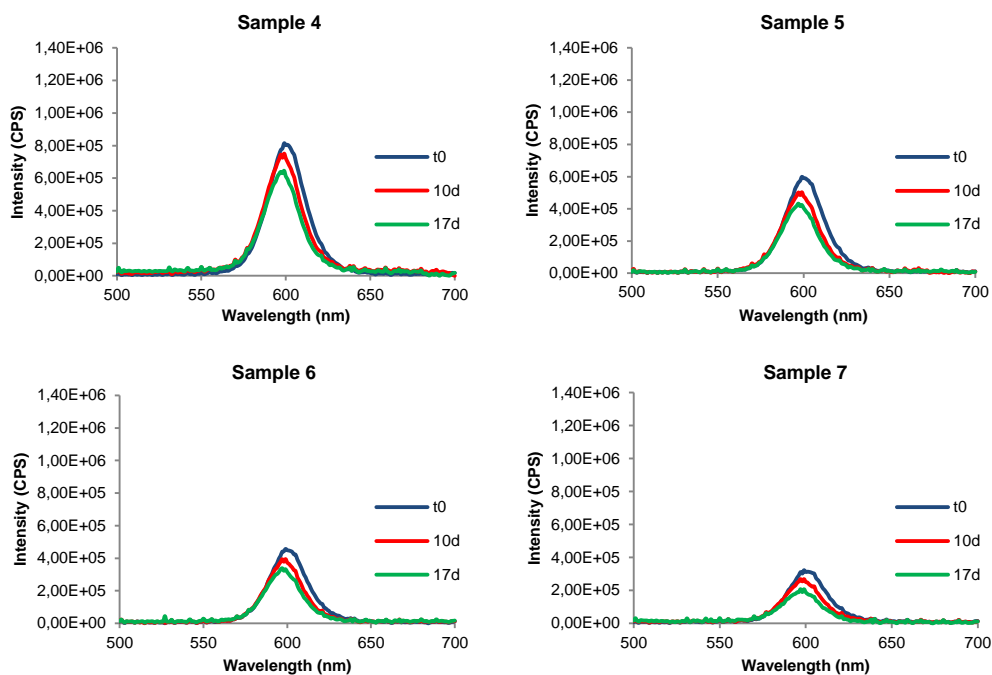 Sample 4
1,40E+06
1,20E+06
1,00E+06
8,00E+05
6,00E+05
4,00E+05
2,00E+05
0,00E+00
Intensity (CPS)
500 550 600 650 700
Wavelength (nm)
t0
10d
17d
Sample 5
1,40E+06
1,20E+06
1,00E+06
8,00E+05
6,00E+05
4,00E+05
2,00E+05
0,00E+00
Intensity (CPS)
500 550 600 650 700
Wavelength (nm)
t0
10d
17d
Sample 6
1,40E+06
1,20E+06
1,00E+06
8,00E+05
6,00E+05
4,00E+05
2,00E+05
0,00E+00
Intensity (CPS)
500 550 600 650 700
Wavelength (nm)
t0
10d
17d
Sample 7
1,40E+06
1,20E+06
1,00E+06
8,00E+05
6,00E+05
4,00E+05
2,00E+05
0,00E+00
Intensity (CPS)
500 550 600 650 700
Wavelength (nm)
t0
10d
17d